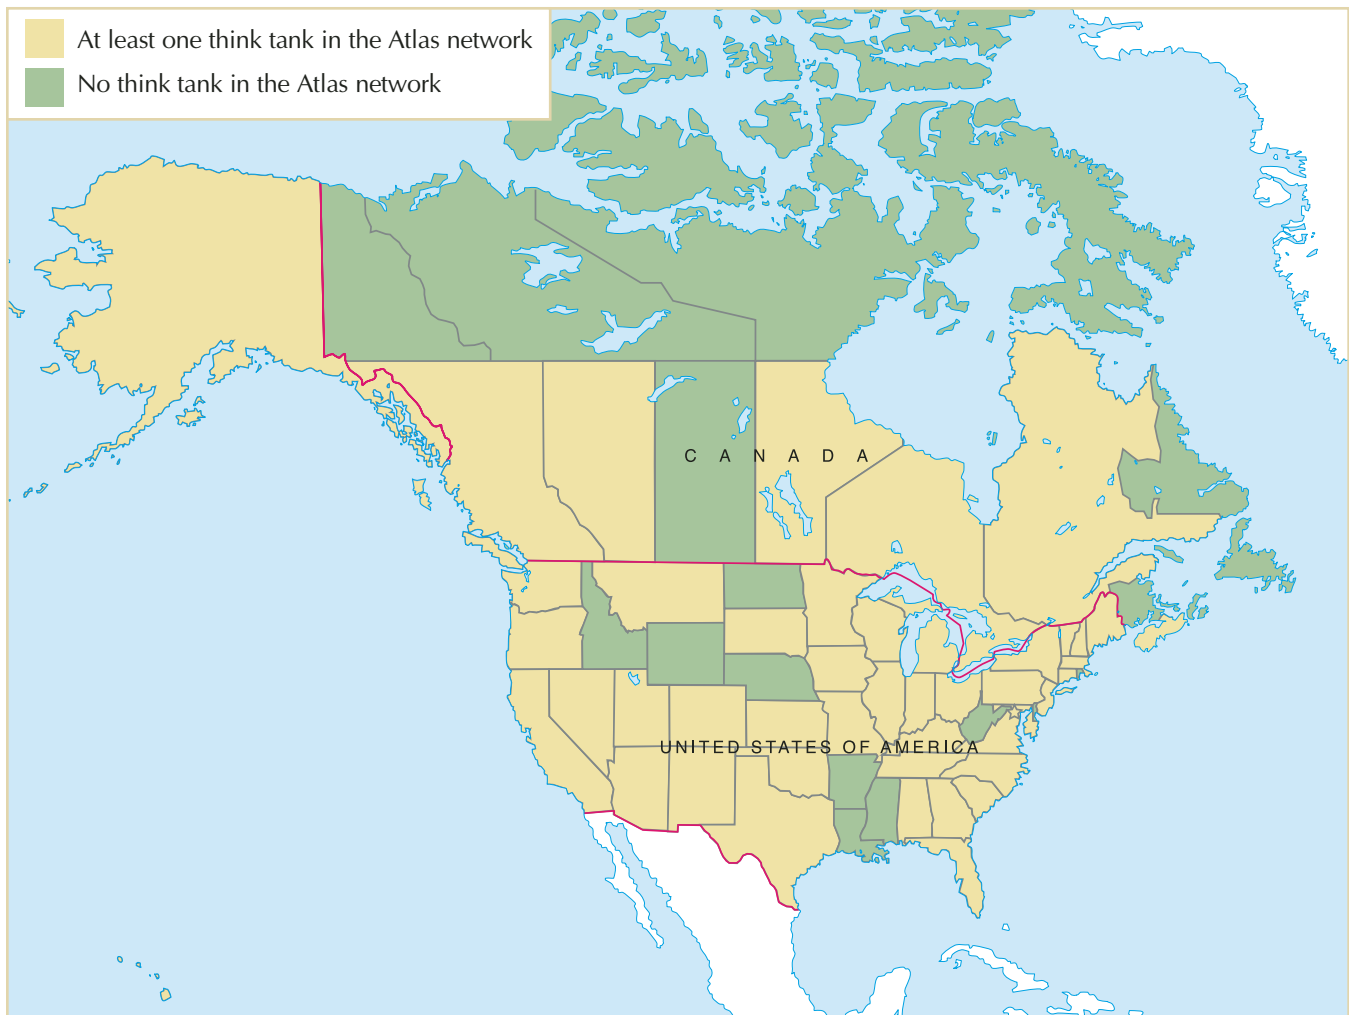 At least one think tank in the Atlas network
No think tank in the Atlas network
CANADA
UNITED STATES OF AMERICA